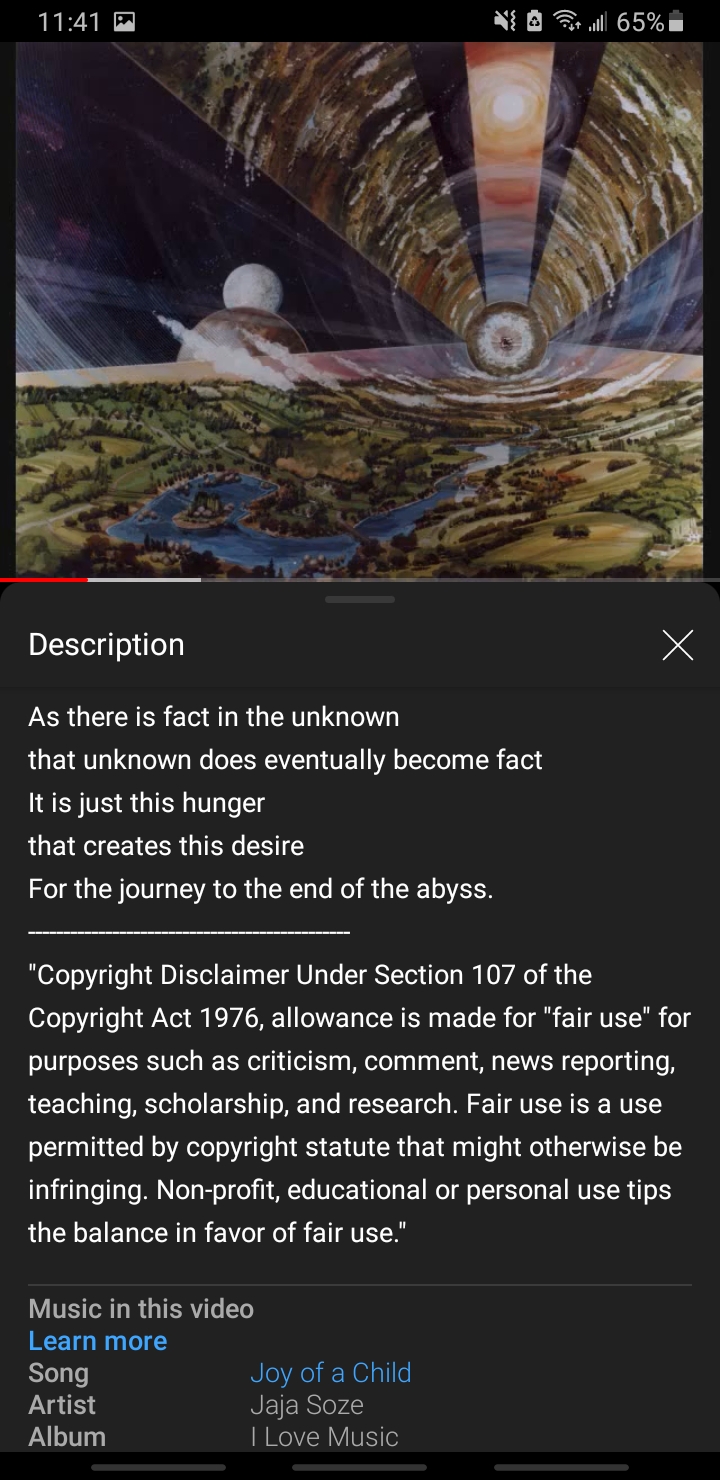 11:41 65%
Description
As there is fact in the unknown
that unknown does eventually become fact
It is just this hunger
that creates this desire
For the journey to the end of the abyss.
----------------------------------------------
"Copyright Disclaimer Under Section 107 of the
Copyright Act 1976, allowance is made for "fair use" for
purposes such as criticism, comment, news reporting,
teaching, scholarship, and research. Fair use is a use
permitted by copyright statute that might otherwise be
infringing. Non-profit, educational or personal use tips
the balance in favor of fair use."
Music in this video
Learn more
Song Joy of a Child
Artist Jaja Soze
Album I Love Music